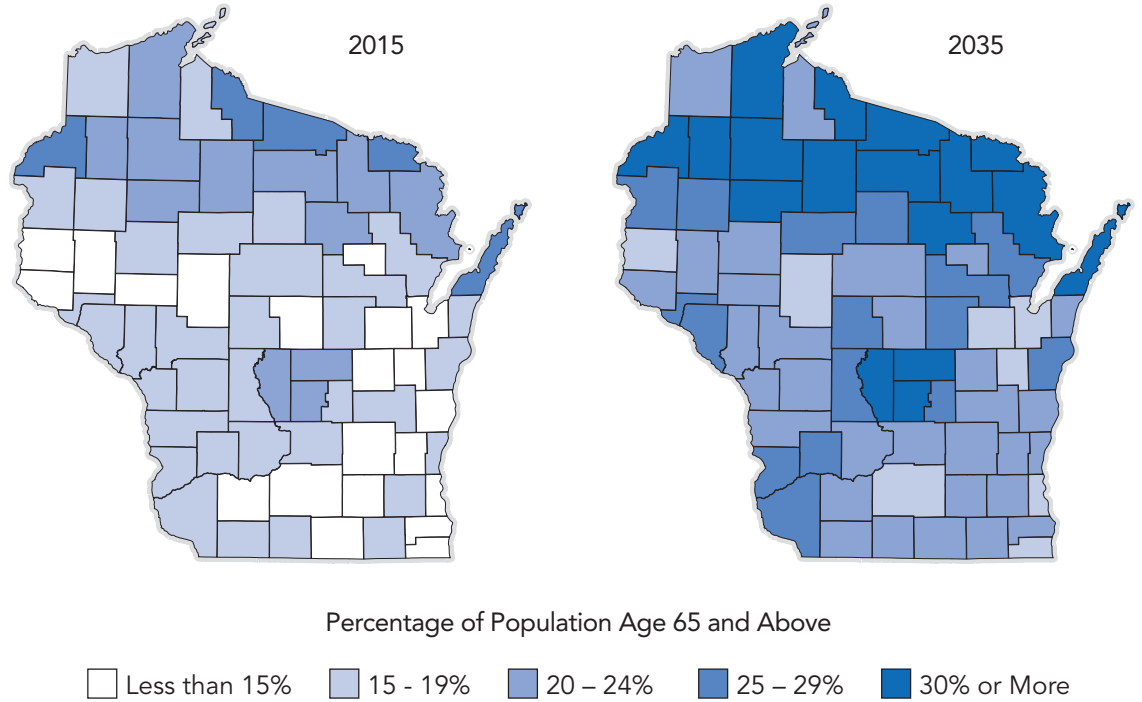 2015
2035
Percentage of Population Age 65 and Above
Less than 15%
15 - 19%
20 – 24%
25 – 29%
30% or More